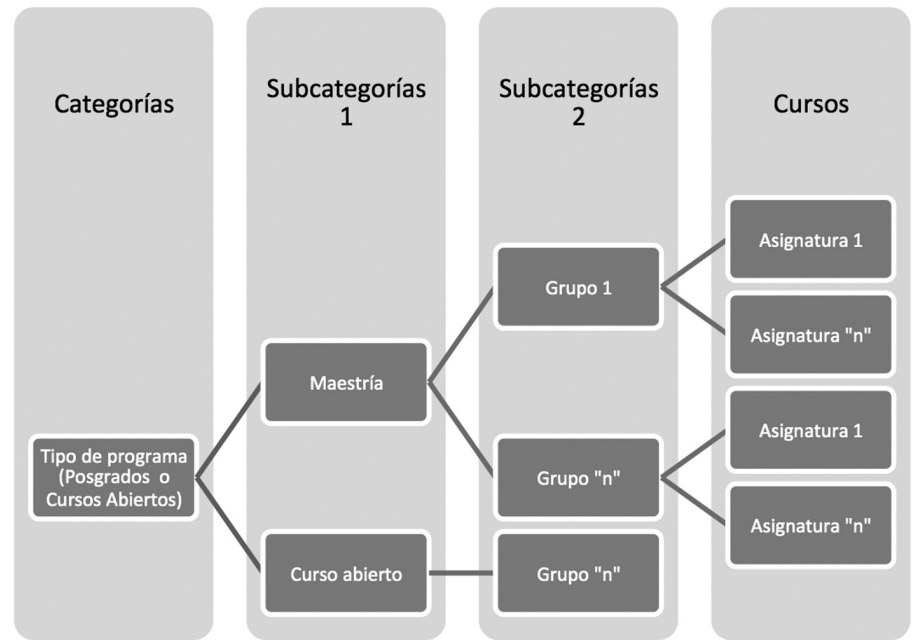 Categorías
Subcategorías
1
Subcategorías
2
Cursos
Tipo de programa
(Posgrados o
Cursos Abiertos)
Maestría
Curso abierto
Grupo 1
Grupo "n"
Grupo "n"
Asignatura 1
Asignatura "n"
Asignatura 1
Asignatura "n"